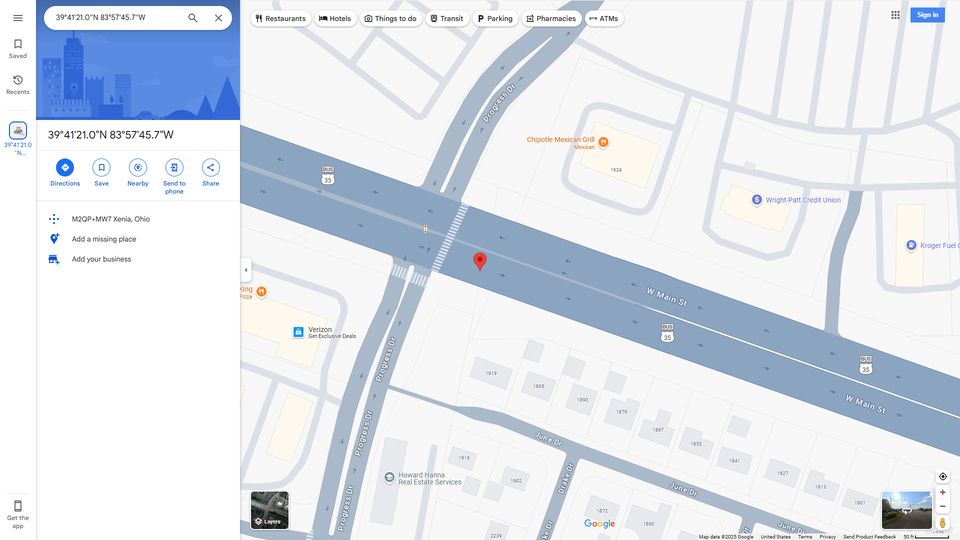 39°41'21.0"N 83°57'45.7"W
Restaurants
Hotels
Things to do
Transit
Parking
Pharmacies
ATMs
Sign in
Saved
Recents
39°41'21.0"
N...
39°41'21.0"N 83°57'45.7"W
Directions
Save
Nearby
Send to
phone
Share
M2QP+MW7 Xenia, Ohio
Add a missing place
Add your business
Get the
app
Progress Dr
Chipotle Mexican Grill
Mexican
1624
BUS
35
Wright-Patt Credit Union
Kroger Fuel C
W Main St
King
Pizza
Verizon
Get Exclusive Deals
BUS
35
BUS
35
W Main St
Progress Dr
1919
1805
1893
1879
1867
1853
1841
1827
1813
1801
June Dr
Progress Dr
1916
1902
Howard Hanna
Real Estate Services
Drake Dr
June Dr
1872
1860
June Dr
Progress Dr
2239
Layers
Google
Map data ©2025 Google
United States
Terms
Privacy
Send Product Feedback
50 ft